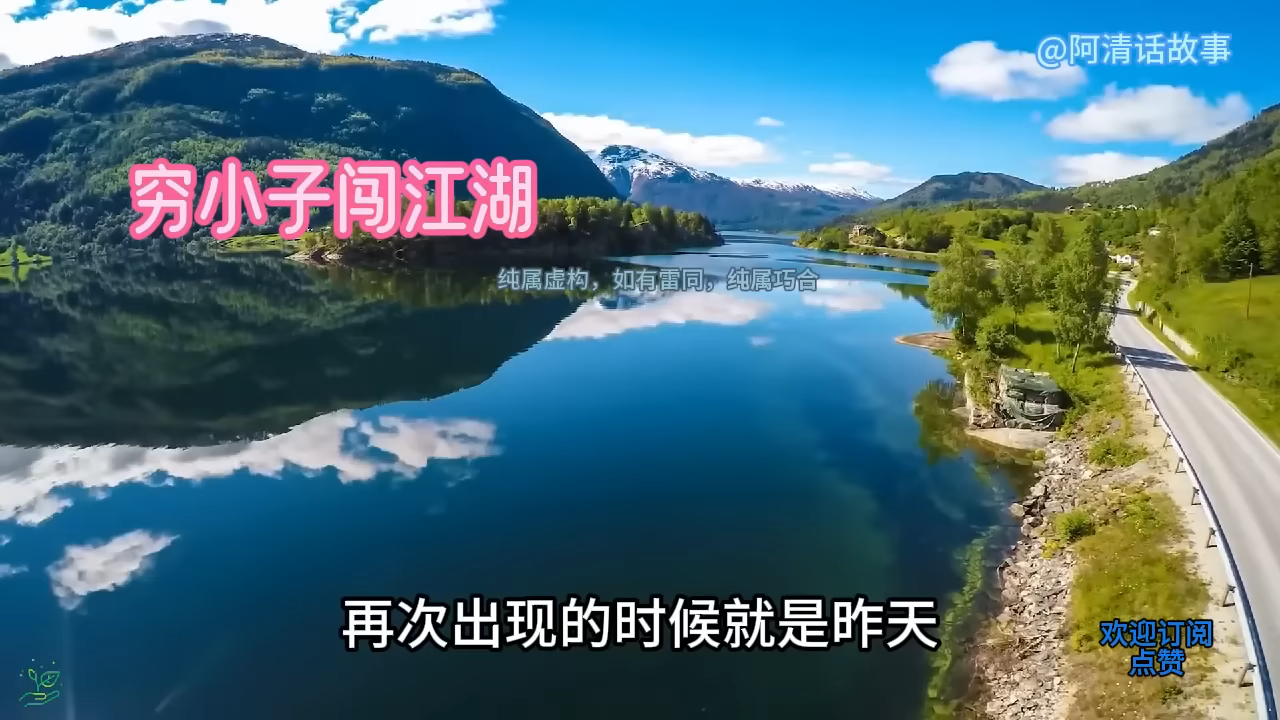 @阿清话故事
穷小子闯江湖
纯属虚构，如有雷同，纯属巧合
再次出现的时候就是昨天
欢迎订阅
点赞